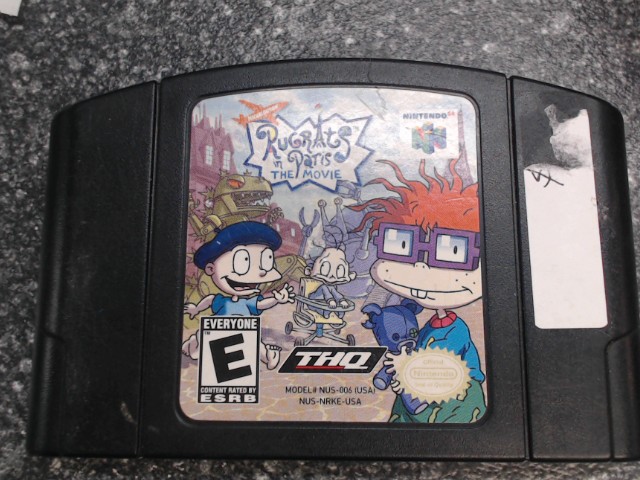 RUGRATS
in
PARIS
THE MOVIE
NINTENDO 64
EVERYONE
E
CONTENT RATED BY
ESRB
THQ
MODEL# NUS-006 (USA)
NUS-NRKE-USA
Nintendo